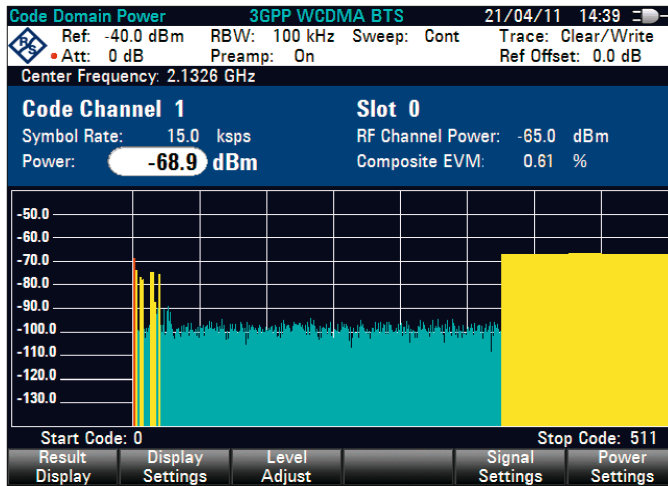 Code Domain Power 3GPP WCDMA BTS 21/04/11 14:39
R&S Ref: -40.0 dBm RBW: 100 kHz Sweep: Cont Trace: Clear/Write
Att: 0 dB Preamp: On Ref Offset: 0.0 dB
Center Frequency: 2.1326 GHz
Code Channel 1 Slot 0
Symbol Rate: 15.0 ksps RF Channel Power: -65.0 dBm
Power: -68.9 dBm Composite EVM: 0.61 %
-50.0
-60.0
-70.0
-80.0
-90.0
-100.0
-110.0
-120.0
-130.0
Start Code: 0 Stop Code: 511
Result Display Level Signal Power
Display Settings Adjust Settings Settings